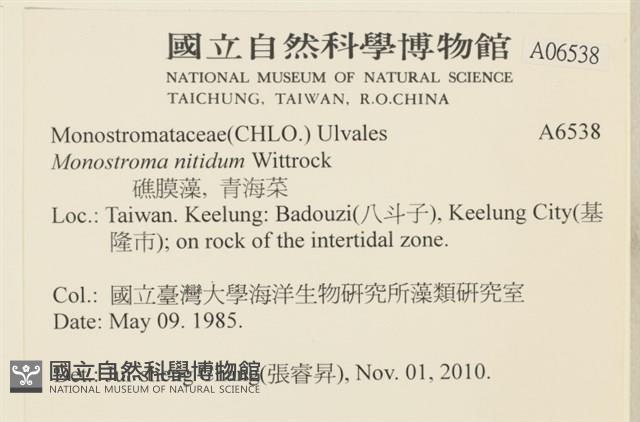 國立自然科學博物館 A06538
NATIONAL MUSEUM OF NATURAL SCIENCE
TAICHUNG, TAIWAN, R.O.CHINA
Monostromataceae(CHLO.) Ulvales A6538
Monostroma nitidum Wittrock
礁膜藻, 青海菜
Loc.: Taiwan. Keelung: Badouzi(八斗子), Keelung City(基
隆市); on rock of the intertidal zone.
Col.: 國立臺灣大學海洋生物研究所藻類研究室
Date: May 09. 1985.
(張睿昇), Nov. 01, 2010.
國立自然科學博物館
NATIONAL MUSEUM OF NATURAL SCIENCE